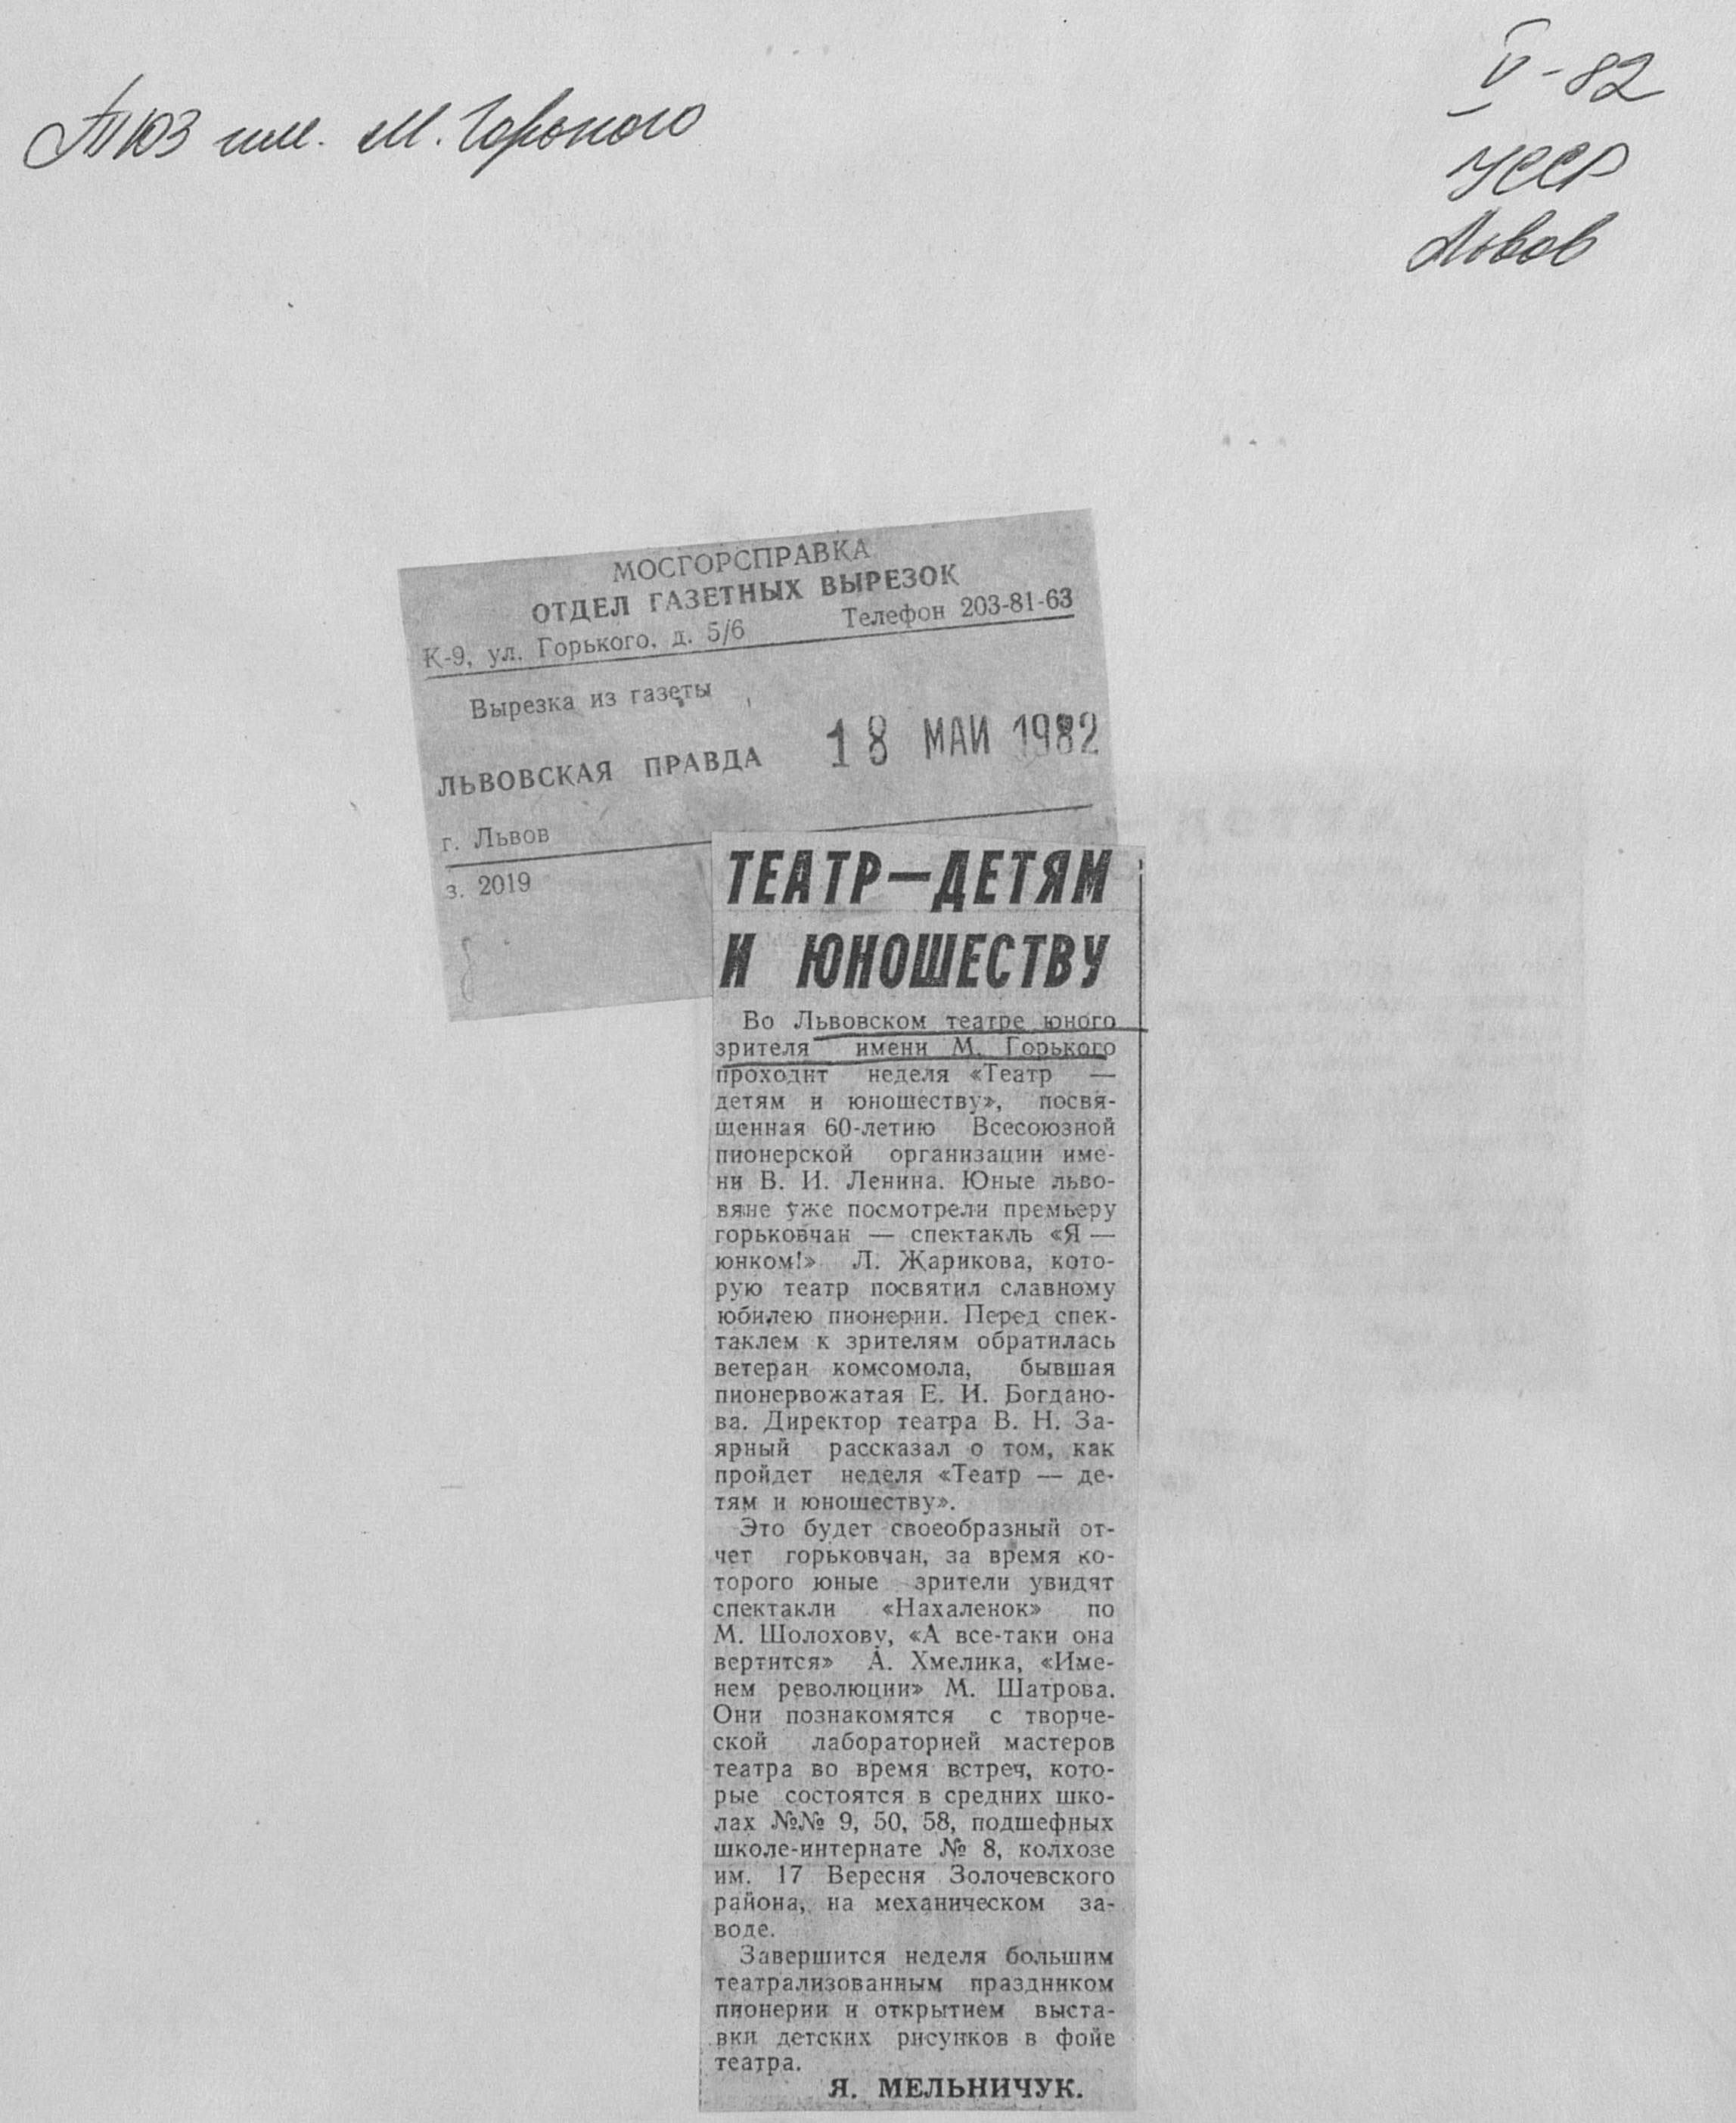 ТЮЗ им. М. Горького
V-82
УССР
Львов
МОСГОРСПРАВКА
ОТДЕЛ ГАЗЕТНЫХ ВЫРЕЗОК
К-9, ул. Горького, д. 5/6 Телефон 203-81-63
Вырезка из газеты
ЛЬВОВСКАЯ ПРАВДА 18 МАЙ 1982
г. Львов
з. 2019
ТЕАТР—ДЕТЯМ
И ЮНОШЕСТВУ
Во Львовском театре юного
зрителя имени М. Горького
проходит неделя «Театр —
детям и юношеству», посвя-
щенная 60-летию Всесоюзной
пионерской организации име-
ни В. И. Ленина. Юные льво-
вяне уже посмотрели премьеру
горьковчан — спектакль «Я —
юнком!» Л. Жарикова, кото-
рую театр посвятил славному
юбилею пионерии. Перед спек-
таклем к зрителям обратилась
ветеран комсомола, бывшая
пионервожатая Е. И. Богдано-
ва. Директор театра В. Н. За-
ярный рассказал о том, как
пройдет неделя «Театр — де-
тям и юношеству».
Это будет своеобразный от-
чет горьковчан, за время ко-
торого юные зрители увидят
спектакли «Нахаленок» по
М. Шолохову, «А все-таки она
вертится» А. Хмелика, «Име-
нем революции» М. Шатрова.
Они познакомятся с творче-
ской лабораторией мастеров
театра во время встреч, кото-
рые состоятся в средних шко-
лах №№ 9, 50, 58, подшефных
школе-интернате № 8, колхозе
им. 17 Вересня Золочевского
района, на механическом за-
воде.
Завершится неделя большим
театрализованным праздником
пионерии и открытием выста-
вки детских рисунков в фойе
театра.
Я. МЕЛЬНИЧУК.